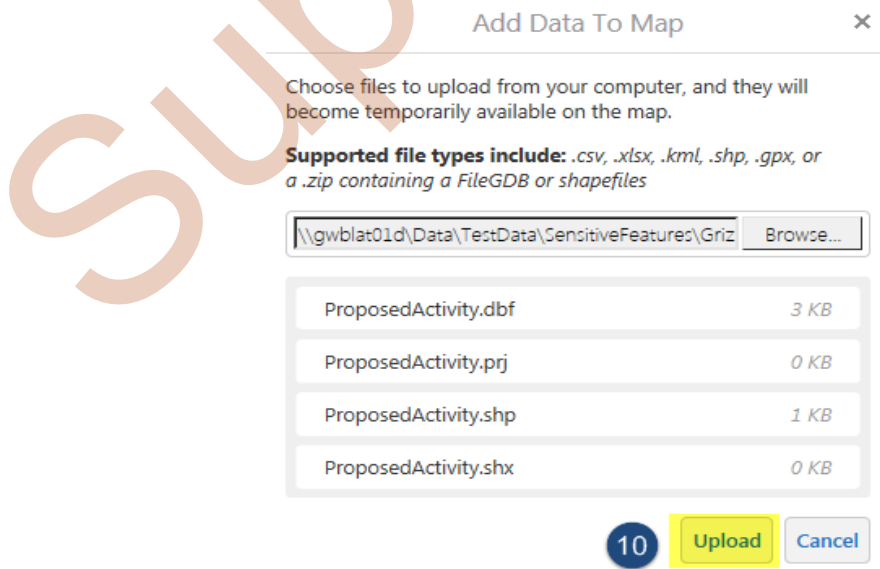 Add Data To Map ×
Choose files to upload from your computer, and they will
become temporarily available on the map.
Supported file types include: .csv, .xlsx, .kml, .shp, .gpx, or
a .zip containing a FileGDB or shapefiles
\\gwblat01d\Data\TestData\SensitiveFeatures\Griz Browse...
ProposedActivity.dbf 3 KB
ProposedActivity.prj 0 KB
ProposedActivity.shp 1 KB
ProposedActivity.shx 0 KB
10 Upload Cancel
Sup